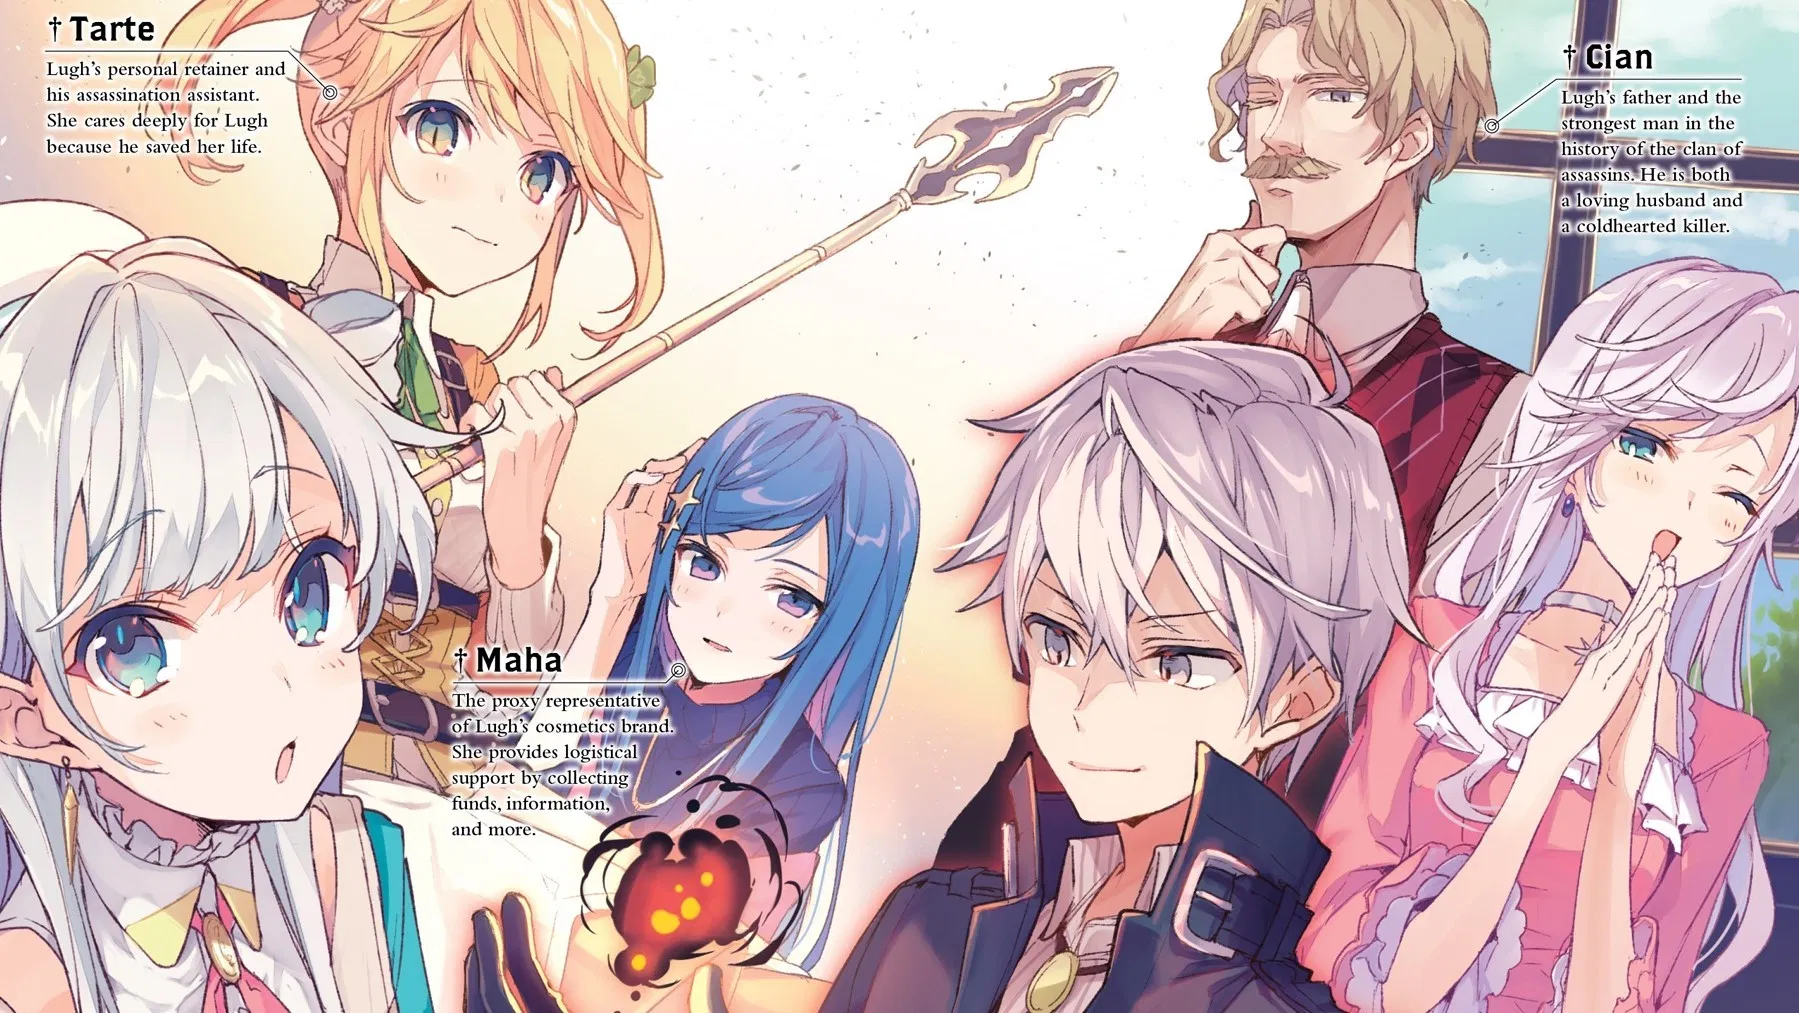 † Tarte
Lugh's personal retainer and
his assassination assistant.
She cares deeply for Lugh
because he saved her life.
† Cian
Lugh's father and the
strongest man in the
history of the clan of
assassins. He is both
a loving husband and
a coldhearted killer.
† Maha
The proxy representative
of Lugh's cosmetics brand.
She provides logistical
support by collecting
funds, information,
and more.